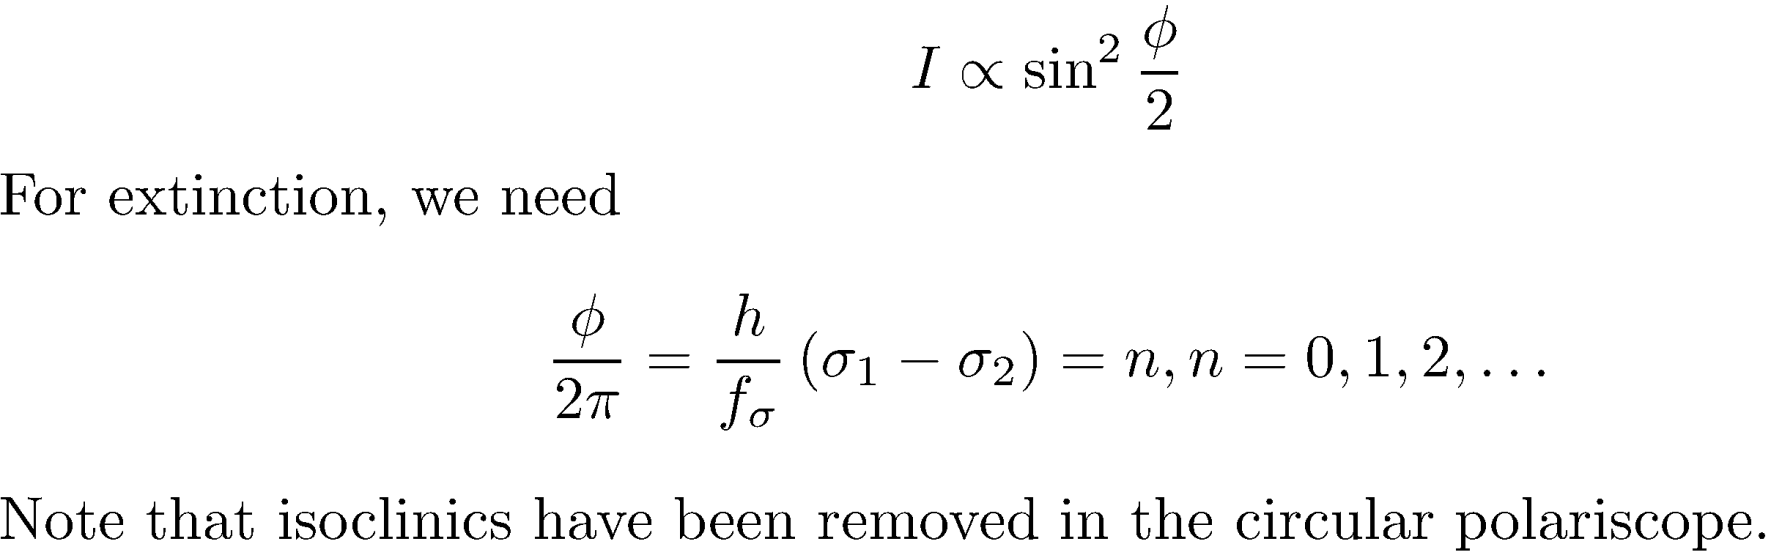 I ∝ sin² φ/2
For extinction, we need
φ/2π = h/f_σ (σ₁ − σ₂) = n, n = 0, 1, 2, . . .
Note that isoclinics have been removed in the circular polariscope.